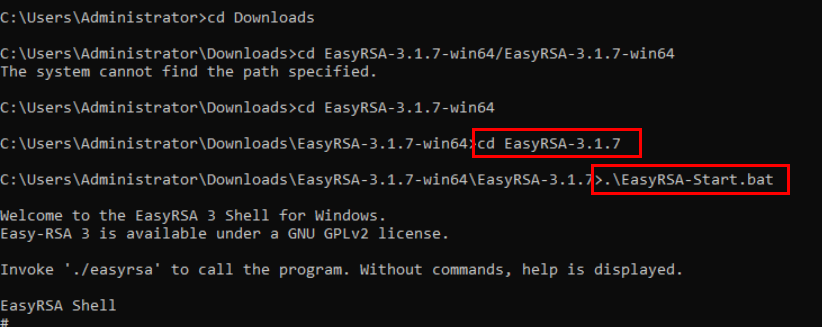 C:\Users\Administrator>cd Downloads
C:\Users\Administrator\Downloads>cd EasyRSA-3.1.7-win64/EasyRSA-3.1.7-win64
The system cannot find the path specified.
C:\Users\Administrator\Downloads>cd EasyRSA-3.1.7-win64
C:\Users\Administrator\Downloads\EasyRSA-3.1.7-win64>cd EasyRSA-3.1.7
C:\Users\Administrator\Downloads\EasyRSA-3.1.7-win64\EasyRSA-3.1.7>.\EasyRSA-Start.bat
Welcome to the EasyRSA 3 Shell for Windows.
Easy-RSA 3 is available under a GNU GPLv2 license.
Invoke './easyrsa' to call the program. Without commands, help is displayed.
EasyRSA Shell
#